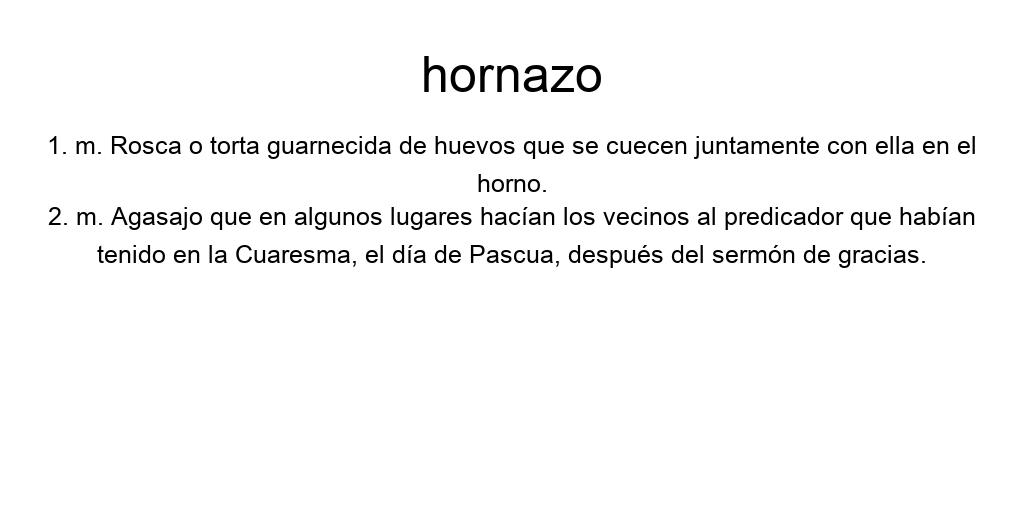 hornazo
1. m. Rosca o torta guarnecida de huevos que se cuecen juntamente con ella en el
horno.
2. m. Agasajo que en algunos lugares hacían los vecinos al predicador que habían
tenido en la Cuaresma, el día de Pascua, después del sermón de gracias.